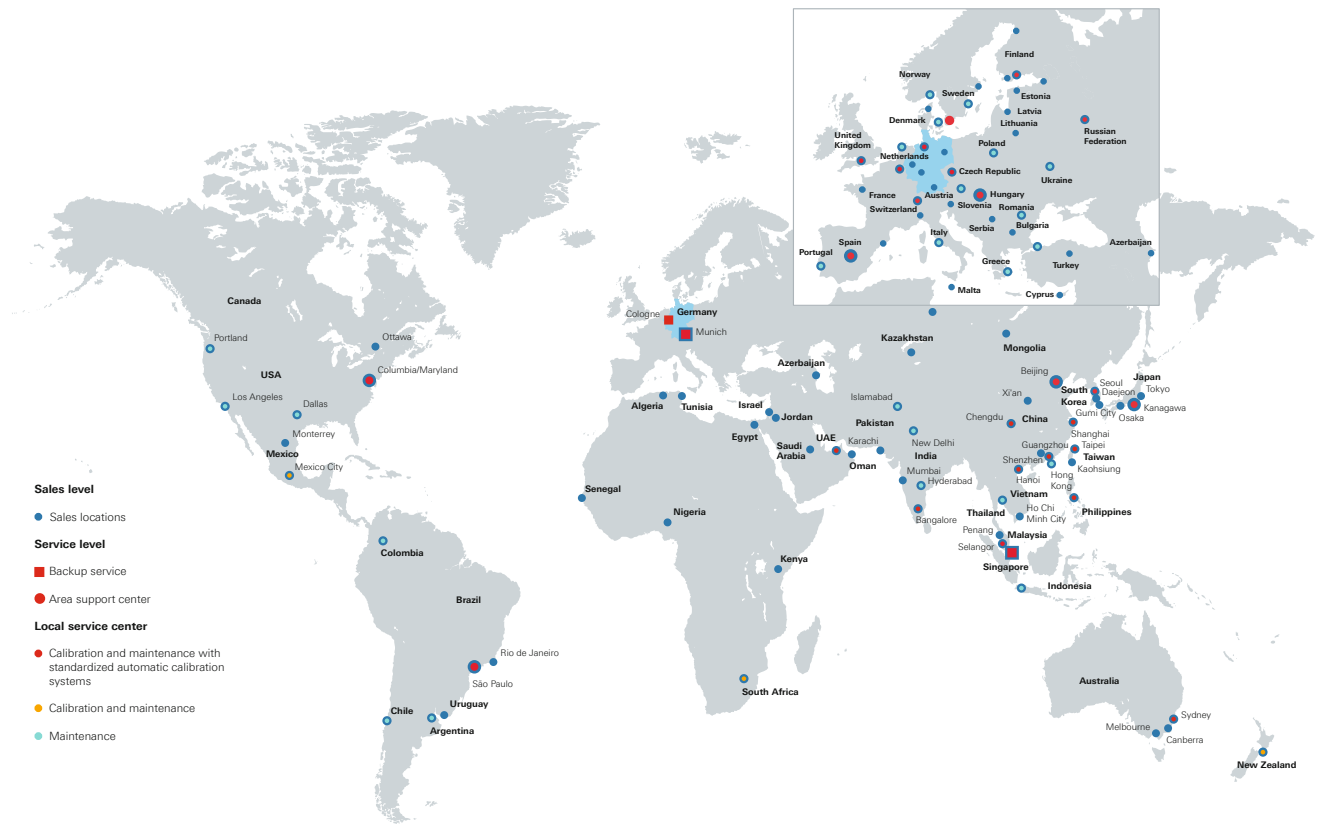 Finland
Norway
Sweden
Estonia
Latvia
Denmark
Lithuania
United
Kingdom
Russian
Federation
Poland
Netherlands
Czech Republic
Ukraine
France
Austria
Hungary
Switzerland
Slovenia
Romania
Serbia
Bulgaria
Italy
Spain
Azerbaijan
Portugal
Greece
Turkey
Malta
Cyprus
Canada
Cologne
Germany
Munich
Portland
Ottawa
Kazakhstan
Mongolia
USA
Columbia/Maryland
Azerbaijan
Beijing
South
Korea
Seoul
Daejeon
Japan
Tokyo
Los Angeles
Dallas
Algeria
Tunisia
Israel
Jordan
Islamabad
Xi'an
Gumi City
Osaka
Kanagawa
Monterrey
Mexico
Egypt
Pakistan
Chengdu
China
Shanghai
Mexico City
Saudi
Arabia
UAE
Karachi
Oman
New Delhi
India
Guangzhou
Taipei
Taiwan
Shenzhen
Kaohsiung
Mumbai
Hyderabad
Hanoi
Hong
Kong
Senegal
Nigeria
Vietnam
Bangalore
Thailand
Ho Chi
Minh City
Philippines
Penang
Malaysia
Selangor
Singapore
Colombia
Kenya
Indonesia
Brazil
Rio de Janeiro
São Paulo
South Africa
Australia
Chile
Uruguay
Argentina
Sydney
Melbourne
Canberra
New Zealand
Sales level
Sales locations
Service level
Backup service
Area support center
Local service center
Calibration and maintenance with
standardized automatic calibration
systems
Calibration and maintenance
Maintenance